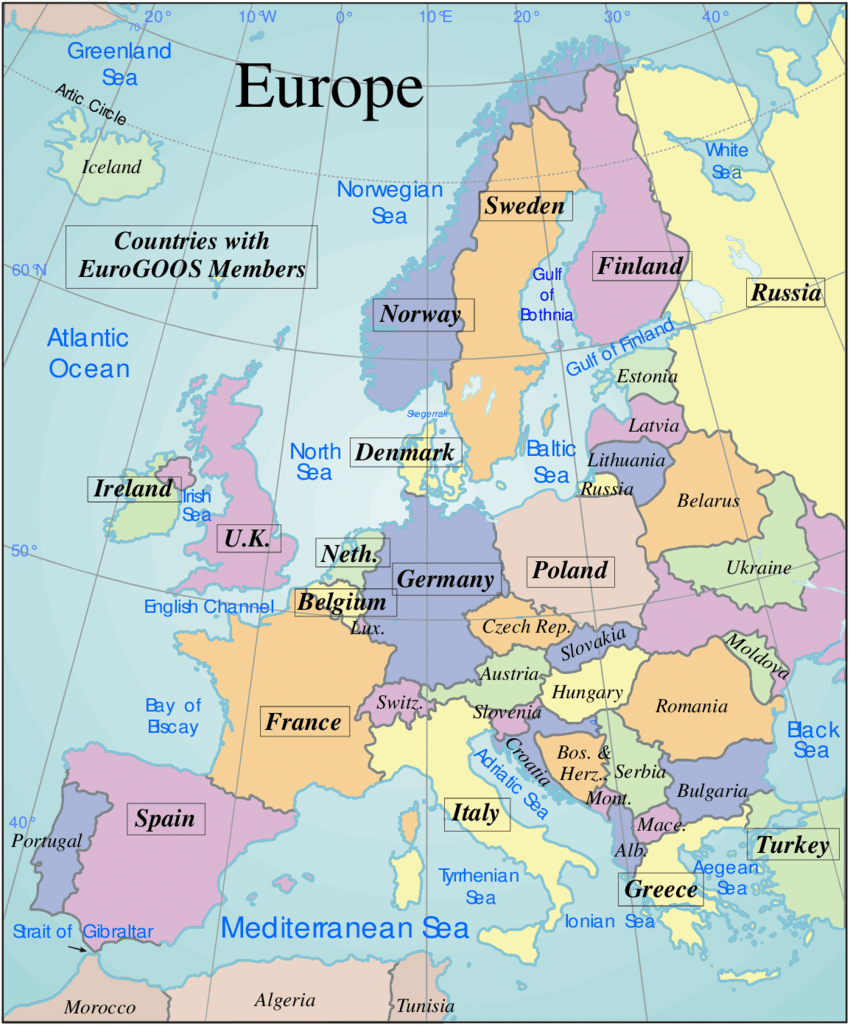 20°
10°W
0°
10°E
20°
30°
40°
70°
Greenland
Sea
Europe
Artic Circle
Iceland
White
Sea
Norwegian
Sea
Sweden
Countries with
EuroGOOS Members
60°N
Finland
Gulf
of
Bothnia
Russia
Norway
Atlantic
Ocean
Gulf of Finland
Estonia
Skegerrak
Latvia
North
Sea
Denmark
Baltic
Sea
Lithuania
Russia
Ireland
Irish
Sea
Belarus
U.K.
50°
Neth.
Germany
Poland
Ukraine
English Channel
Belgium
Lux.
Czech Rep.
Slovakia
Moldova
Austria
Hungary
Switz.
Slovenia
Romania
Bay of
Biscay
France
Black
Sea
Croatia
Bos. &
Herz..
Serbia
Adriatic Sea
Mont.
Bulgaria
40°
Spain
Italy
Portugal
Mace.
Alb.
Turkey
Tyrrhenian
Sea
Greece
Aegean
Sea
Strait of Gibraltar
Mediterranean Sea
Ionian Sea
Morocco
Algeria
Tunisia